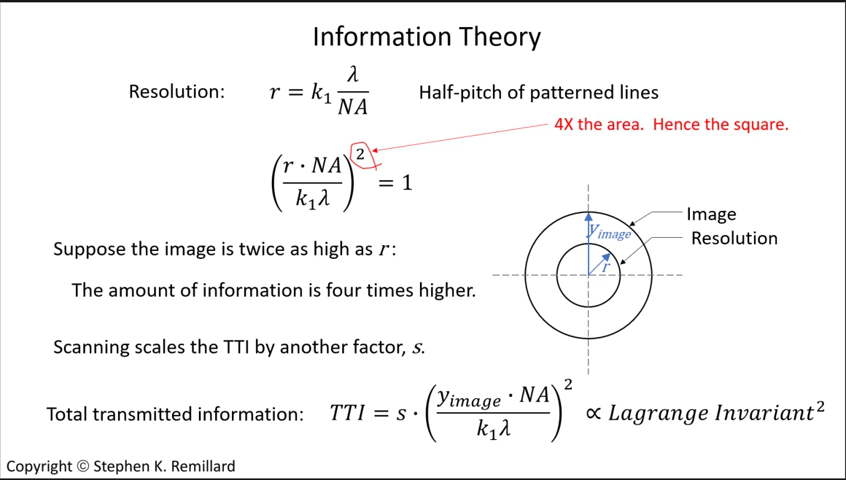 Information Theory
Resolution: r = k₁ λ/NA Half-pitch of patterned lines
4X the area. Hence the square.
(r · NA / k₁λ)² = 1
Image
Resolution
y_image
r
Suppose the image is twice as high as r:
The amount of information is four times higher.
Scanning scales the TTI by another factor, s.
Total transmitted information: TTI = s · (y_image · NA / k₁λ)² ∝ Lagrange Invariant²
Copyright © Stephen K. Remillard